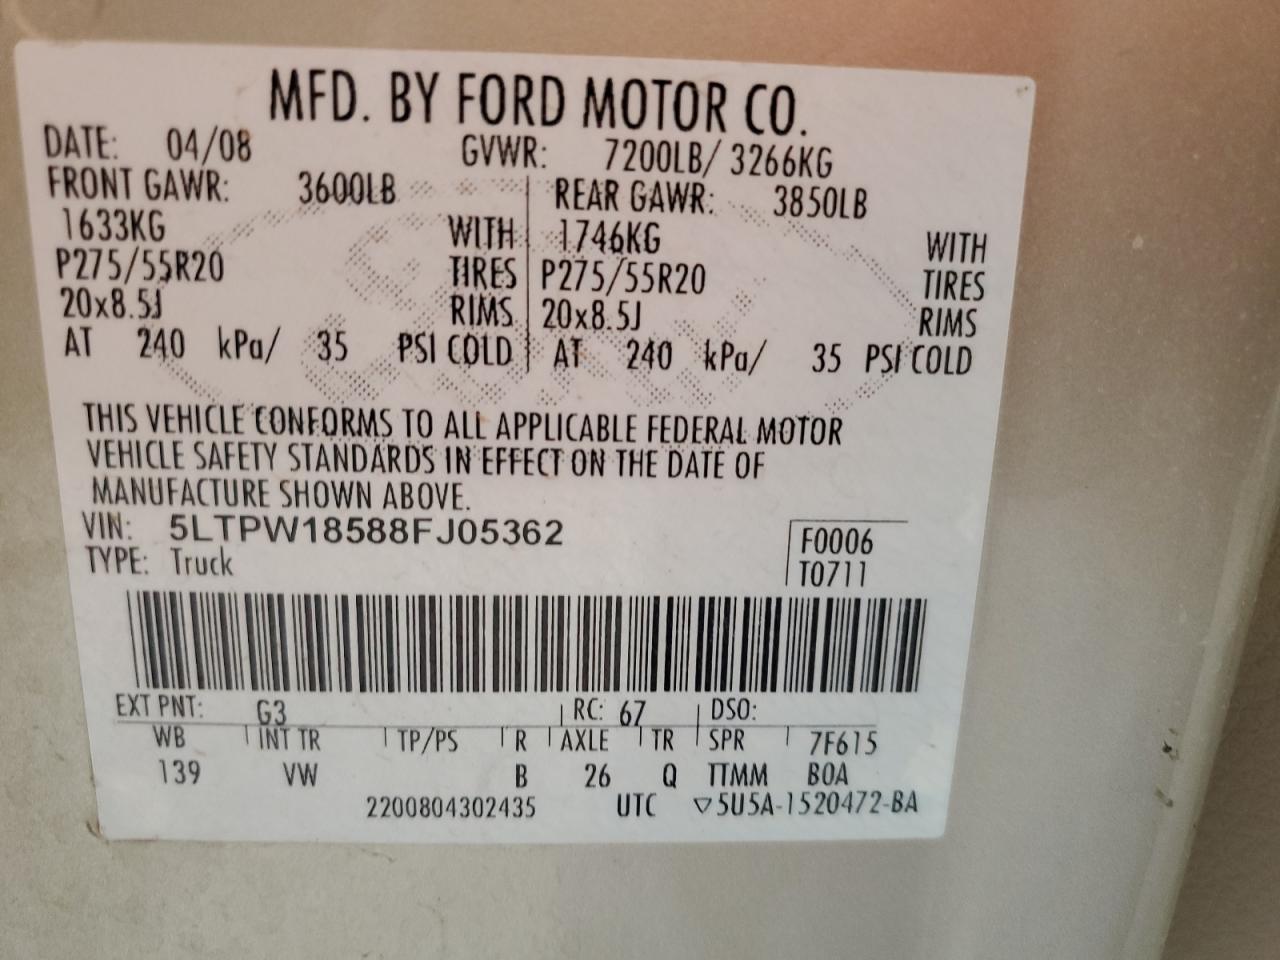 MFD. BY FORD MOTOR CO.
DATE: 04/08 GVWR: 7200LB/ 3266KG
FRONT GAWR: 3600LB REAR GAWR: 3850LB
1633KG WITH 1746KG WITH
P275/55R20 TIRES P275/55R20 TIRES
20x8.5J RIMS 20x8.5J RIMS
AT 240 kPa/ 35 PSI COLD AT 240 kPa/ 35 PSI COLD
THIS VEHICLE CONFORMS TO ALL APPLICABLE FEDERAL MOTOR
VEHICLE SAFETY STANDARDS IN EFFECT ON THE DATE OF
MANUFACTURE SHOWN ABOVE.
VIN: 5LTPW18588FJ05362 F0006
TYPE: Truck T0711
EXT PNT: G3 RC: 67 DSO:
WB INT TR TP/PS R AXLE TR SPR 7F615
139 VW B 26 Q TTMM BOA
2200804302435 UTC ▽5U5A-1520472-BA